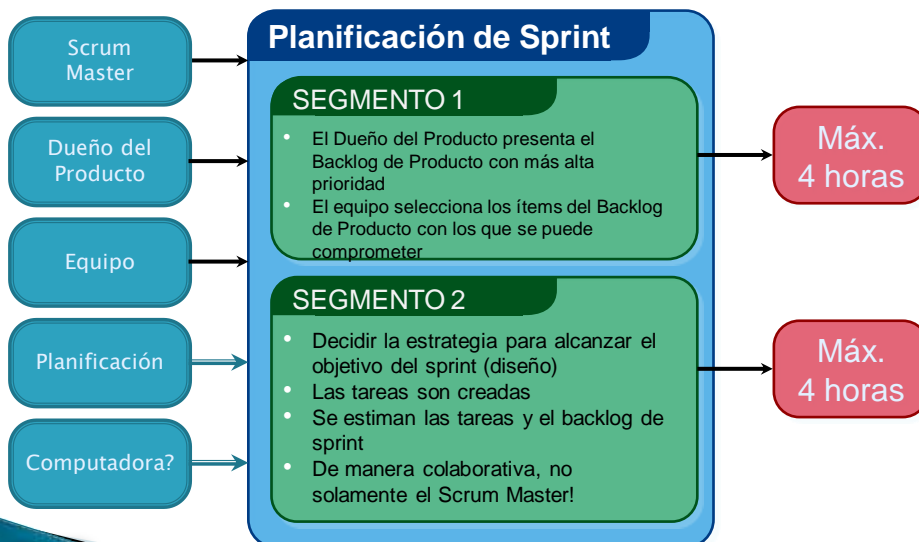 Scrum
Master
Dueño del
Producto
Equipo
Planificación
Computadora?
Planificación de Sprint
SEGMENTO 1
• El Dueño del Producto presenta el
Backlog de Producto con más alta
prioridad
• El equipo selecciona los ítems del Backlog
de Producto con los que se puede
comprometer
Máx.
4 horas
SEGMENTO 2
• Decidir la estrategia para alcanzar el
objetivo del sprint (diseño)
• Las tareas son creadas
• Se estiman las tareas y el backlog de
sprint
• De manera colaborativa, no
solamente el Scrum Master!
Máx.
4 horas